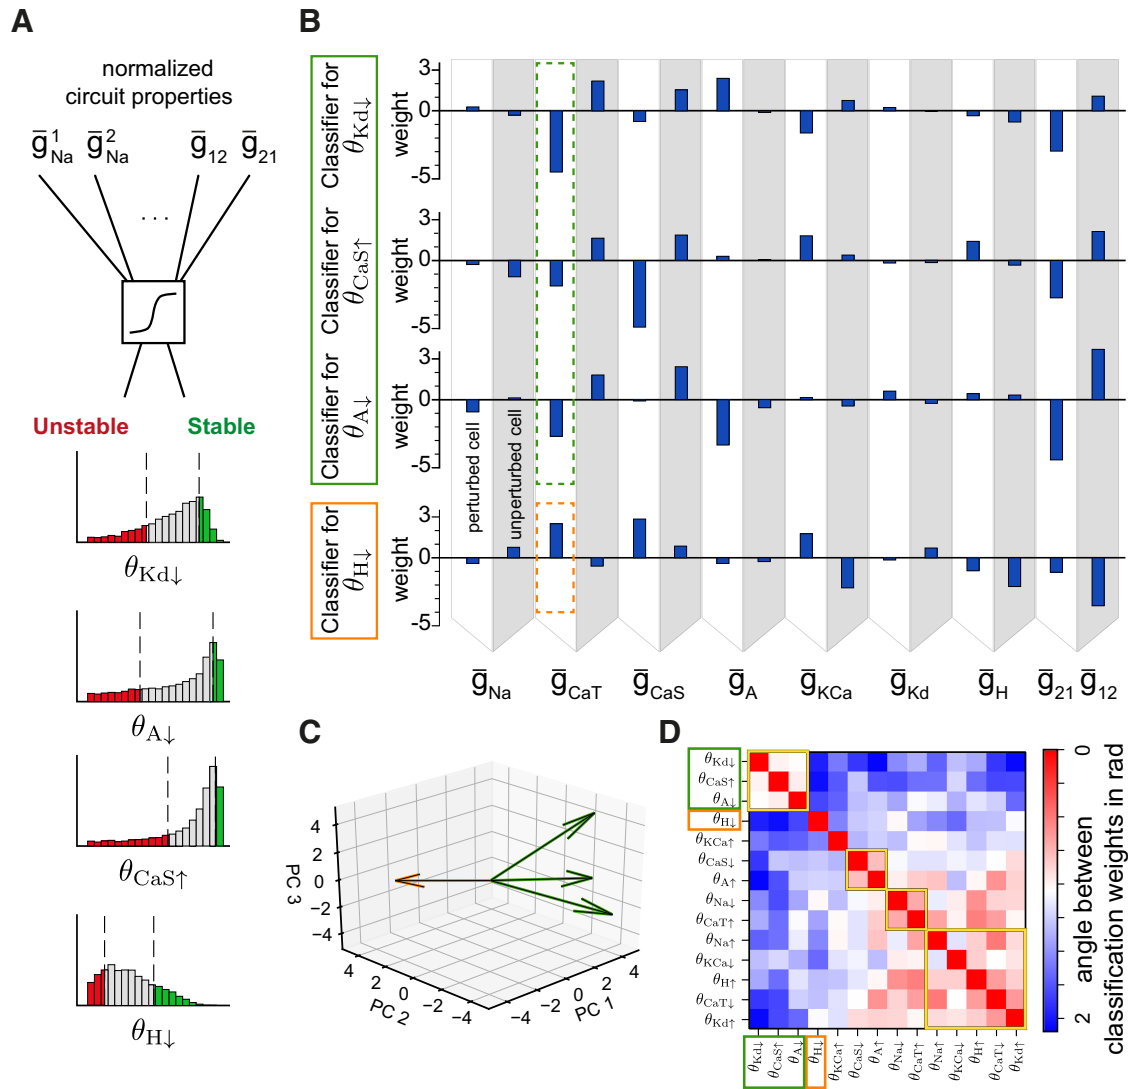 A
normalized
circuit properties
ḡ¹Na ḡ²Na ḡ12 ḡ21
. . .
Unstable Stable
θKd↓
θA↓
θCaS↑
θH↓
B
Classifier for
θKd↓
weight
3
0
-5
Classifier for
θCaS↑
weight
3
0
-5
Classifier for
θA↓
weight
3
0
-5
perturbed cell
unperturbed cell
Classifier for
θH↓
weight
3
0
-5
ḡNa ḡCaT ḡCaS ḡA ḡKCa ḡKd ḡH ḡ21 ḡ12
C
PC 3
4
2
0
−2
−4
PC 2
4 2 0 −2 −4
PC 1
−4 −2 0 2 4
D
θKd↓
θCaS↑
θA↓
θH↓
θKCa↑
θCaS↓
θA↑
θNa↓
θCaT↑
θNa↑
θKCa↓
θH↑
θCaT↓
θKd↑
θKd↓ θCaS↑ θA↓ θH↓ θKCa↑ θCaS↓ θA↑ θNa↓ θCaT↑ θNa↑ θKCa↓ θH↑ θCaT↓ θKd↑
0
2
angle between
classification weights in rad